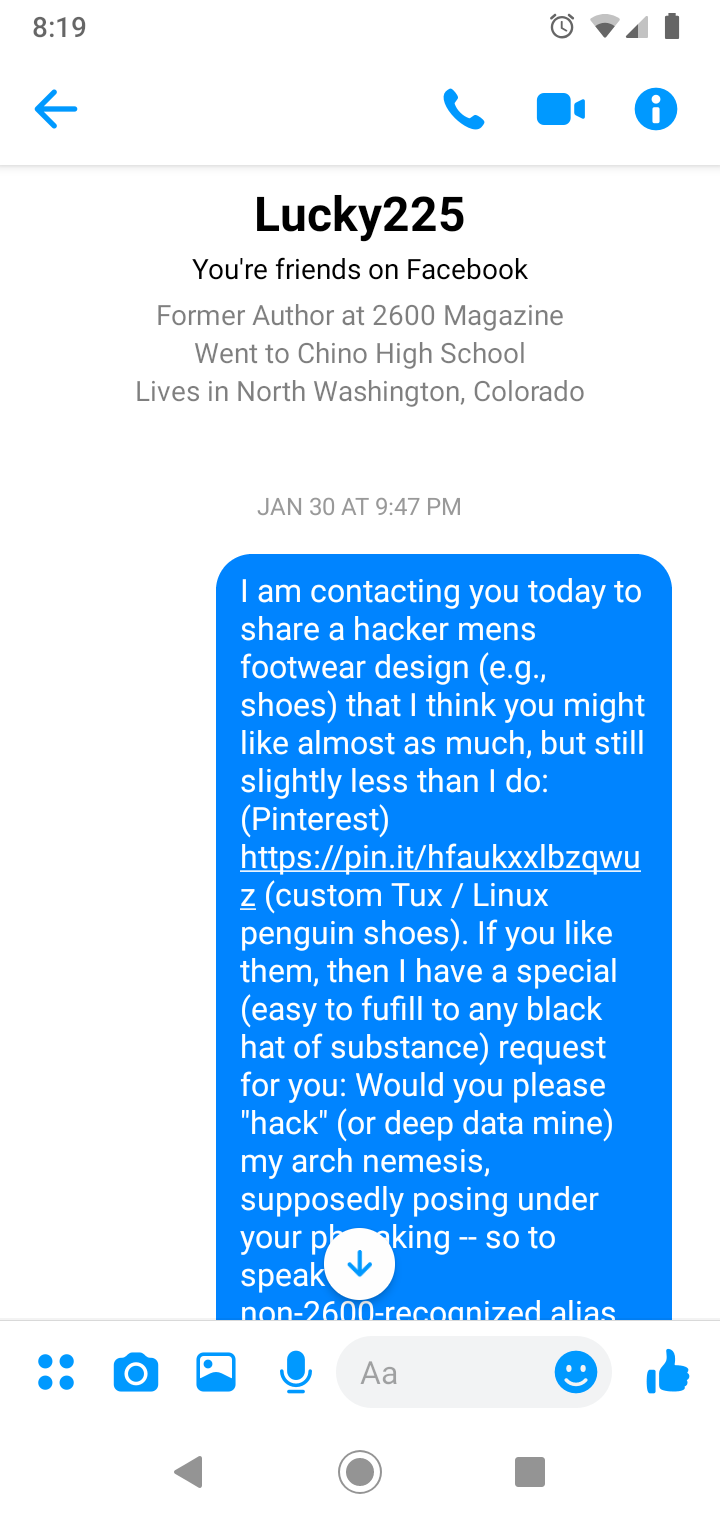 8:19
Lucky225
You're friends on Facebook
Former Author at 2600 Magazine
Went to Chino High School
Lives in North Washington, Colorado
JAN 30 AT 9:47 PM
I am contacting you today to
share a hacker mens
footwear design (e.g.,
shoes) that I think you might
like almost as much, but still
slightly less than I do:
(Pinterest)
https://pin.it/hfaukxxlbzqwu
z (custom Tux / Linux
penguin shoes). If you like
them, then I have a special
(easy to fufill to any black
hat of substance) request
for you: Would you please
"hack" (or deep data mine)
my arch nemesis,
supposedly posing under
your -- so to
speak
non-2600-recognized alias
Aa